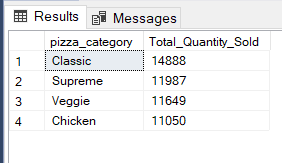 Results Messages
pizza_category Total_Quantity_Sold
1 Classic 14888
2 Supreme 11987
3 Veggie 11649
4 Chicken 11050